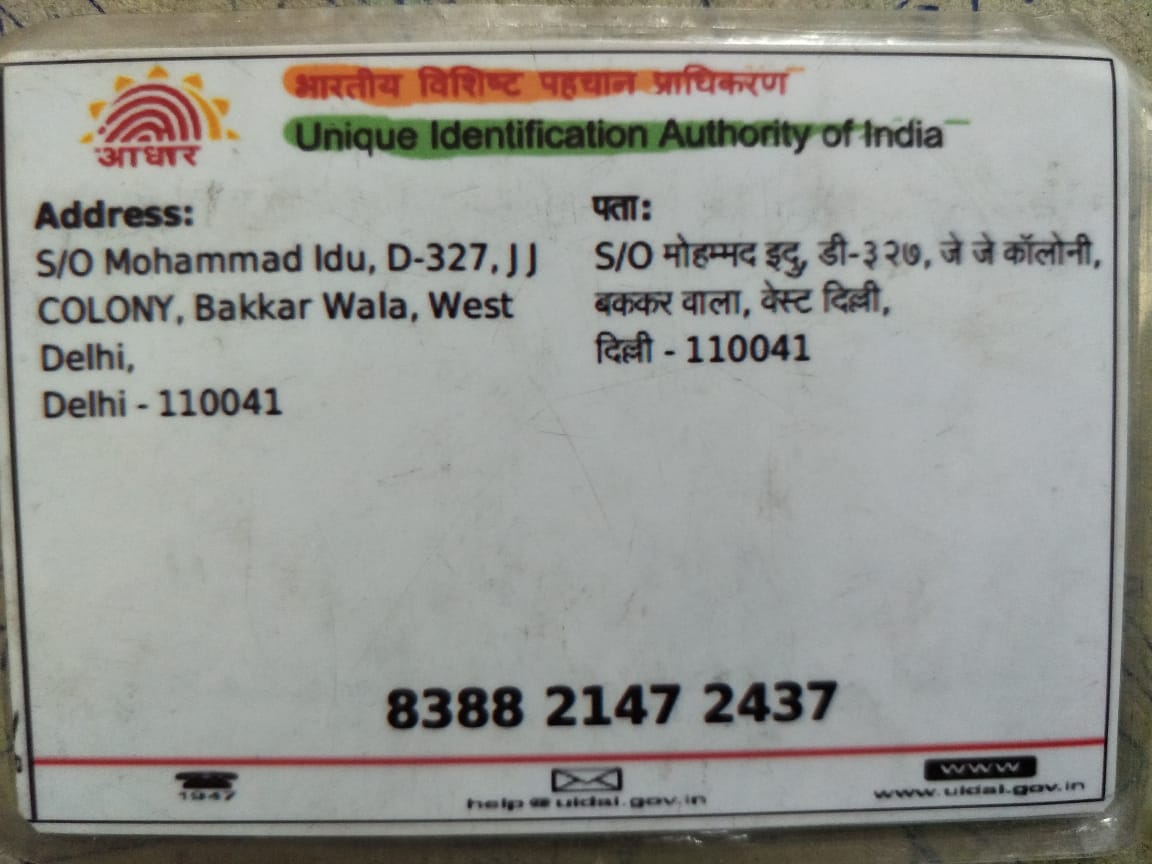 भारतीय विशिष्ट पहचान प्राधिकरण
Unique Identification Authority of India
आधार
Address:
S/O Mohammad Idu, D-327, J J
COLONY, Bakkar Wala, West
Delhi,
Delhi - 110041
पता:
S/O मोहम्मद इदु, डी-३२७, जे जे कॉलोनी,
बककर वाला, वेस्ट दिल्ली,
दिल्ली - 110041
8388 2147 2437
1947
help@uidai.gov.in
WWW
www.uidai.gov.in